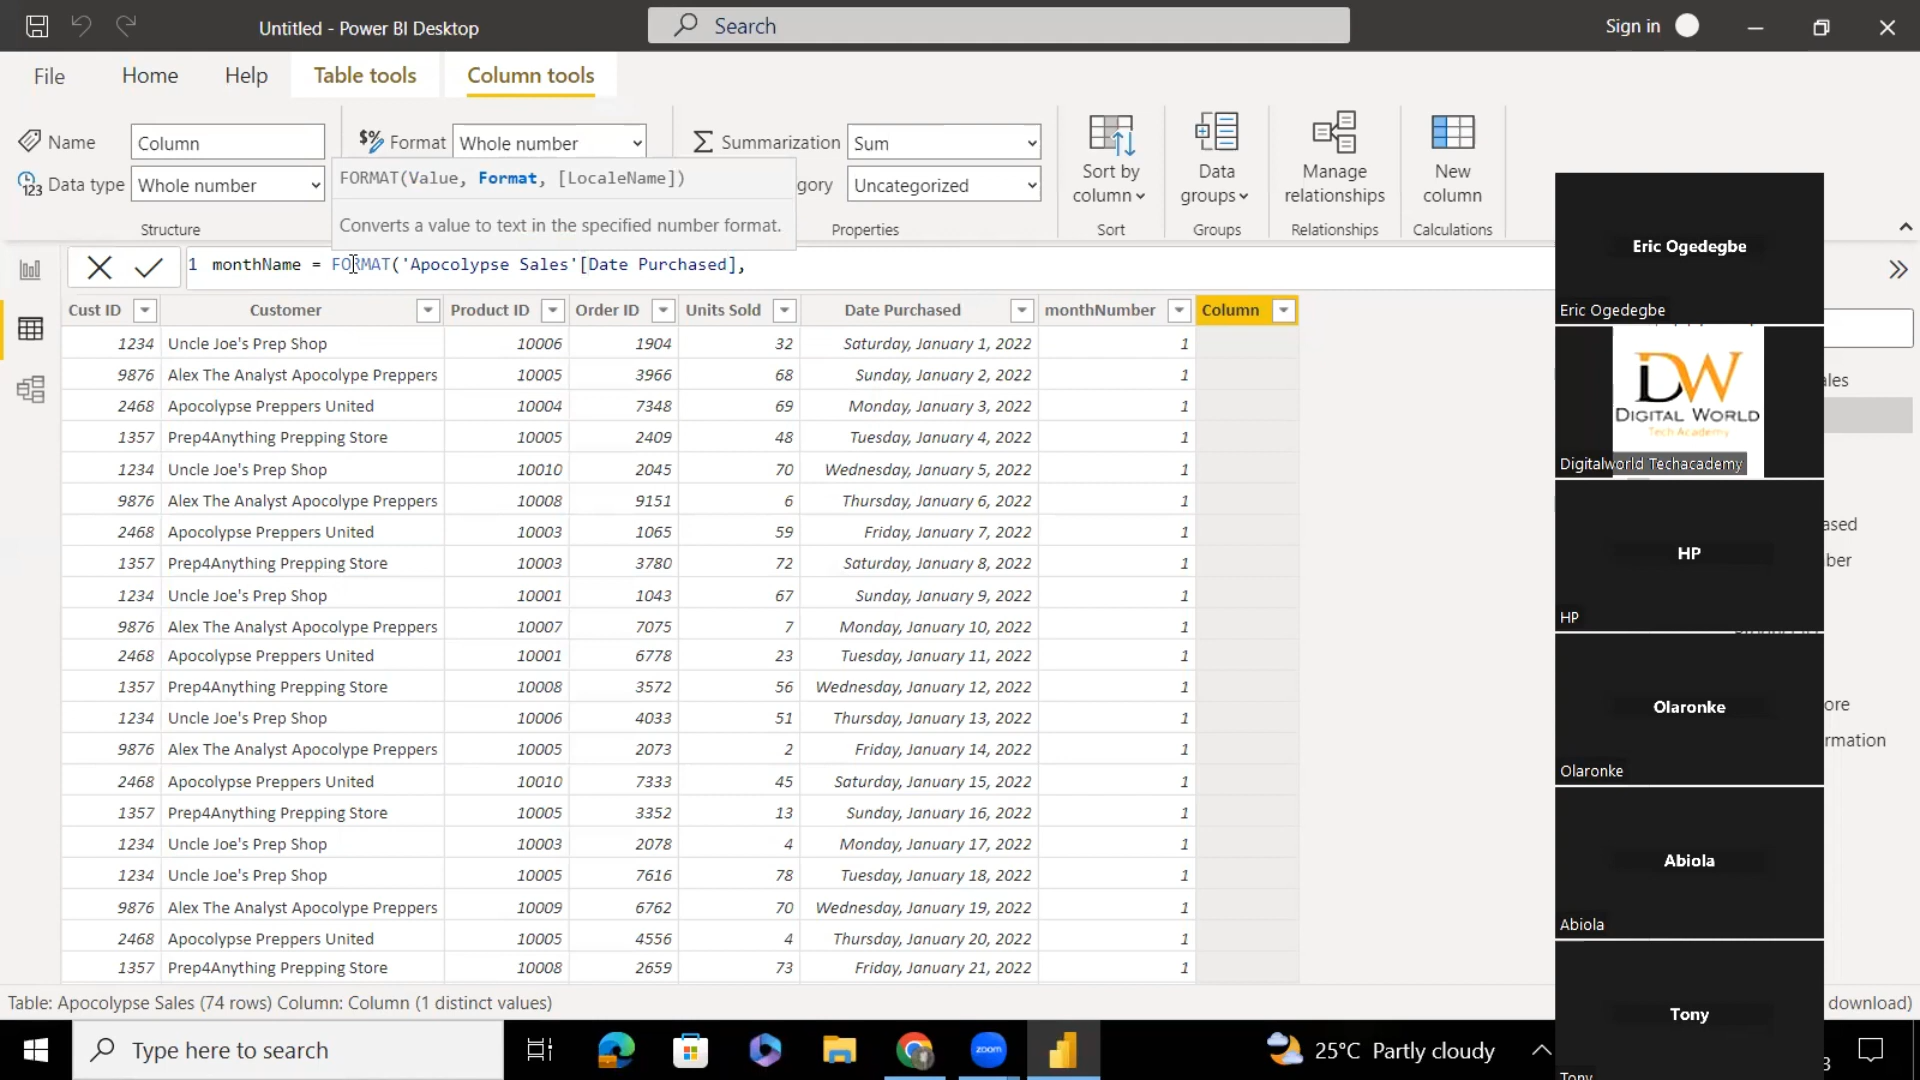 Untitled - Power BI Desktop
Search
Sign in
File Home Help Table tools Column tools
Name Column
Format Whole number
Summarization Sum
Data type Whole number
gory Uncategorized
Structure
FORMAT(Value, Format, [LocaleName])
Converts a value to text in the specified number format.
Properties
Sort by column
Sort
Data groups
Groups
Manage relationships
Relationships
New column
Calculations
1 monthName = FORMAT('Apocolypse Sales'[Date Purchased],
Cust ID Customer Product ID Order ID Units Sold Date Purchased monthNumber Column
1234 Uncle Joe's Prep Shop 10006 1904 32 Saturday, January 1, 2022 1
9876 Alex The Analyst Apocolype Preppers 10005 3966 68 Sunday, January 2, 2022 1
2468 Apocolypse Preppers United 10004 7348 69 Monday, January 3, 2022 1
1357 Prep4Anything Prepping Store 10005 2409 48 Tuesday, January 4, 2022 1
1234 Uncle Joe's Prep Shop 10010 2045 70 Wednesday, January 5, 2022 1
9876 Alex The Analyst Apocolype Preppers 10008 9151 6 Thursday, January 6, 2022 1
2468 Apocolypse Preppers United 10003 1065 59 Friday, January 7, 2022 1
1357 Prep4Anything Prepping Store 10003 3780 72 Saturday, January 8, 2022 1
1234 Uncle Joe's Prep Shop 10001 1043 67 Sunday, January 9, 2022 1
9876 Alex The Analyst Apocolype Preppers 10007 7075 7 Monday, January 10, 2022 1
2468 Apocolypse Preppers United 10001 6778 23 Tuesday, January 11, 2022 1
1357 Prep4Anything Prepping Store 10008 3572 56 Wednesday, January 12, 2022 1
1234 Uncle Joe's Prep Shop 10006 4033 51 Thursday, January 13, 2022 1
9876 Alex The Analyst Apocolype Preppers 10005 2073 2 Friday, January 14, 2022 1
2468 Apocolypse Preppers United 10010 7333 45 Saturday, January 15, 2022 1
1357 Prep4Anything Prepping Store 10005 3352 13 Sunday, January 16, 2022 1
1234 Uncle Joe's Prep Shop 10003 2078 4 Monday, January 17, 2022 1
1234 Uncle Joe's Prep Shop 10005 7616 78 Tuesday, January 18, 2022 1
9876 Alex The Analyst Apocolype Preppers 10009 6762 70 Wednesday, January 19, 2022 1
2468 Apocolypse Preppers United 10005 4556 4 Thursday, January 20, 2022 1
1357 Prep4Anything Prepping Store 10008 2659 73 Friday, January 21, 2022 1
Eric Ogedegbe
Eric Ogedegbe
DW
DIGITAL WORLD
Tech Academy
Digitalworld Techacademy
HP
HP
Olaronke
Olaronke
Abiola
Abiola
Tony
Tony
ales
ased
ber
ore
rmation
Table: Apocolypse Sales (74 rows) Column: Column (1 distinct values)
download)
Type here to search
zoom
25°C Partly cloudy
3